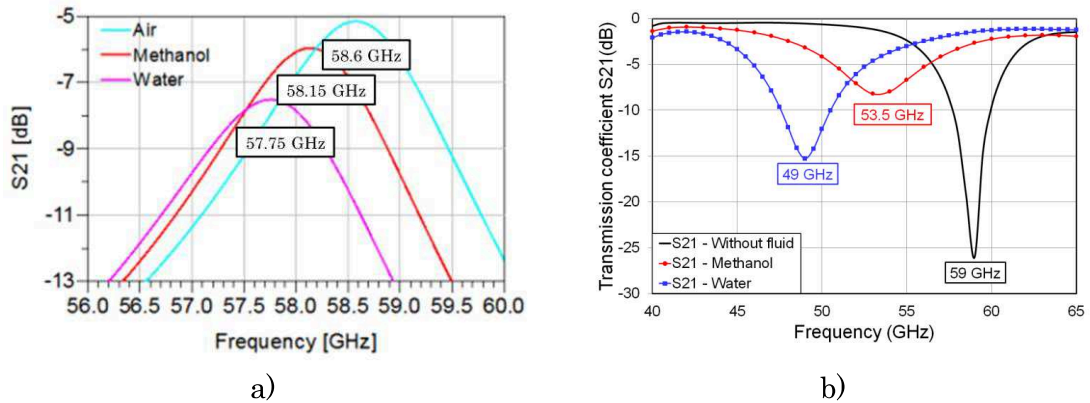 -5
-7
-9
-11
-13
S21 [dB]
Air
Methanol
Water
58.6 GHz
58.15 GHz
57.75 GHz
56.0 56.5 57.0 57.5 58.0 58.5 59.0 59.5 60.0
Frequency [GHz]
a)
0
-5
-10
-15
-20
-25
-30
Transmission coefficient S21(dB)
53.5 GHz
49 GHz
59 GHz
S21 - Without fluid
S21 - Methanol
S21 - Water
40 45 50 55 60 65
Frequency (GHz)
b)